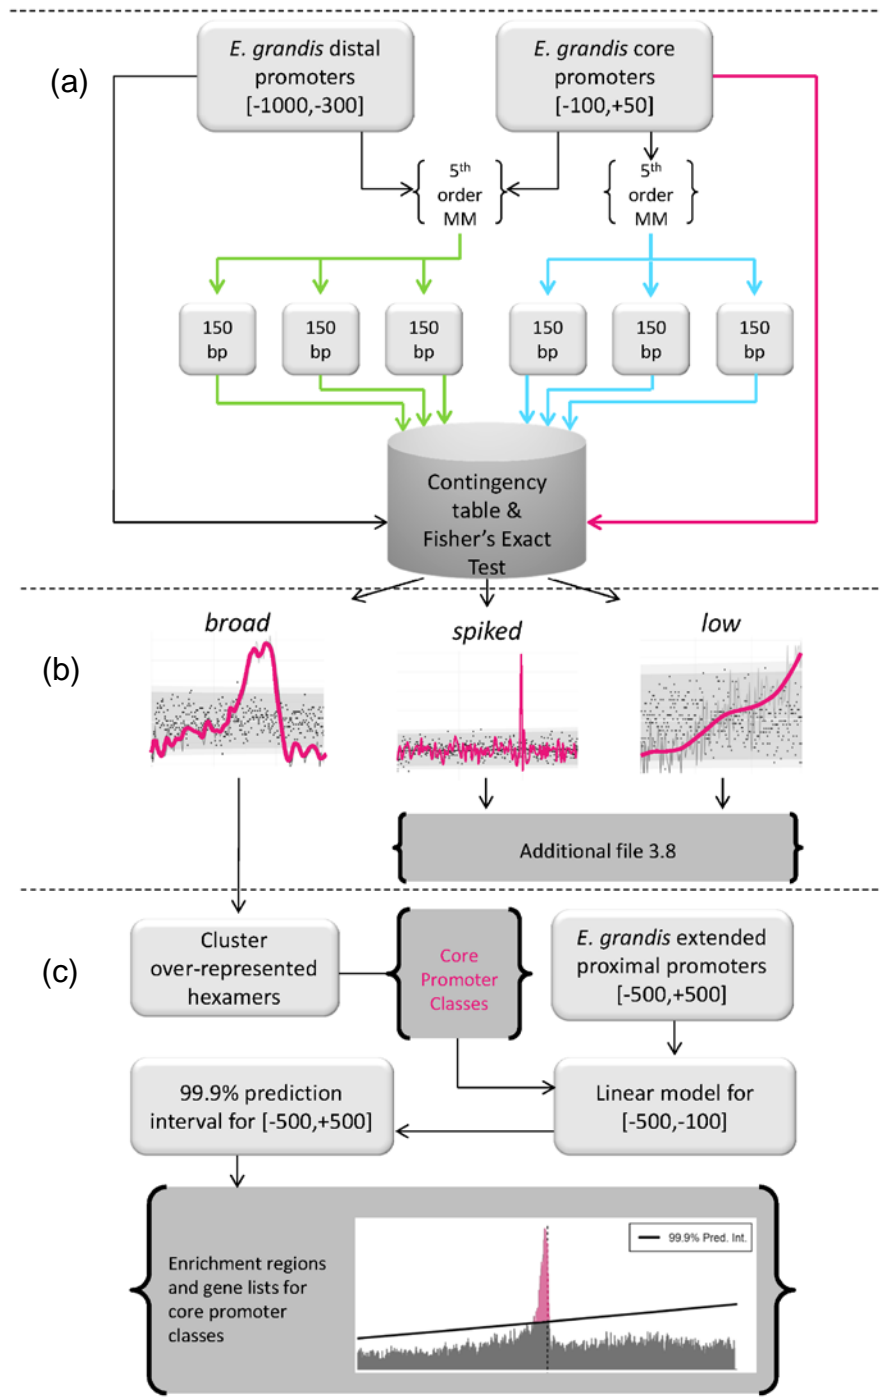 (a)
E. grandis distal
promoters
[-1000,-300]
E. grandis core
promoters
[-100,+50]
5th
order
MM
5th
order
MM
150
bp
150
bp
150
bp
150
bp
150
bp
150
bp
Contingency
table &
Fisher's Exact
Test
(b)
broad
spiked
low
Additional file 3.8
(c)
Cluster
over-represented
hexamers
Core
Promoter
Classes
E. grandis extended
proximal promoters
[-500,+500]
99.9% prediction
interval for [-500,+500]
Linear model for
[-500,-100]
Enrichment regions
and gene lists for
core promoter
classes
99.9% Pred. Int.